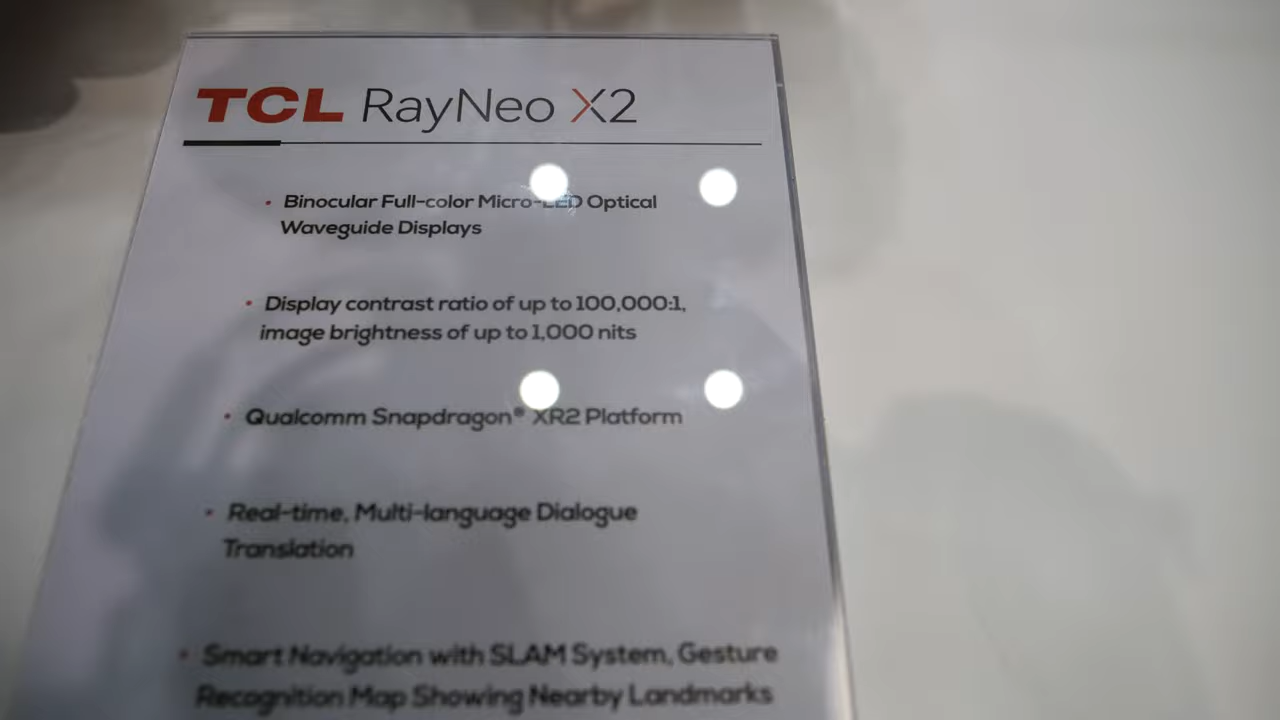 TCL RayNeo X2
• Binocular Full-color Micro-LED Optical
Waveguide Displays
• Display contrast ratio of up to 100,000:1,
image brightness of up to 1,000 nits
• Qualcomm Snapdragon® XR2 Platform
• Real-time, Multi-language Dialogue
Translation
• Smart Navigation with SLAM System, Gesture
Recognition Map Showing Nearby Landmarks